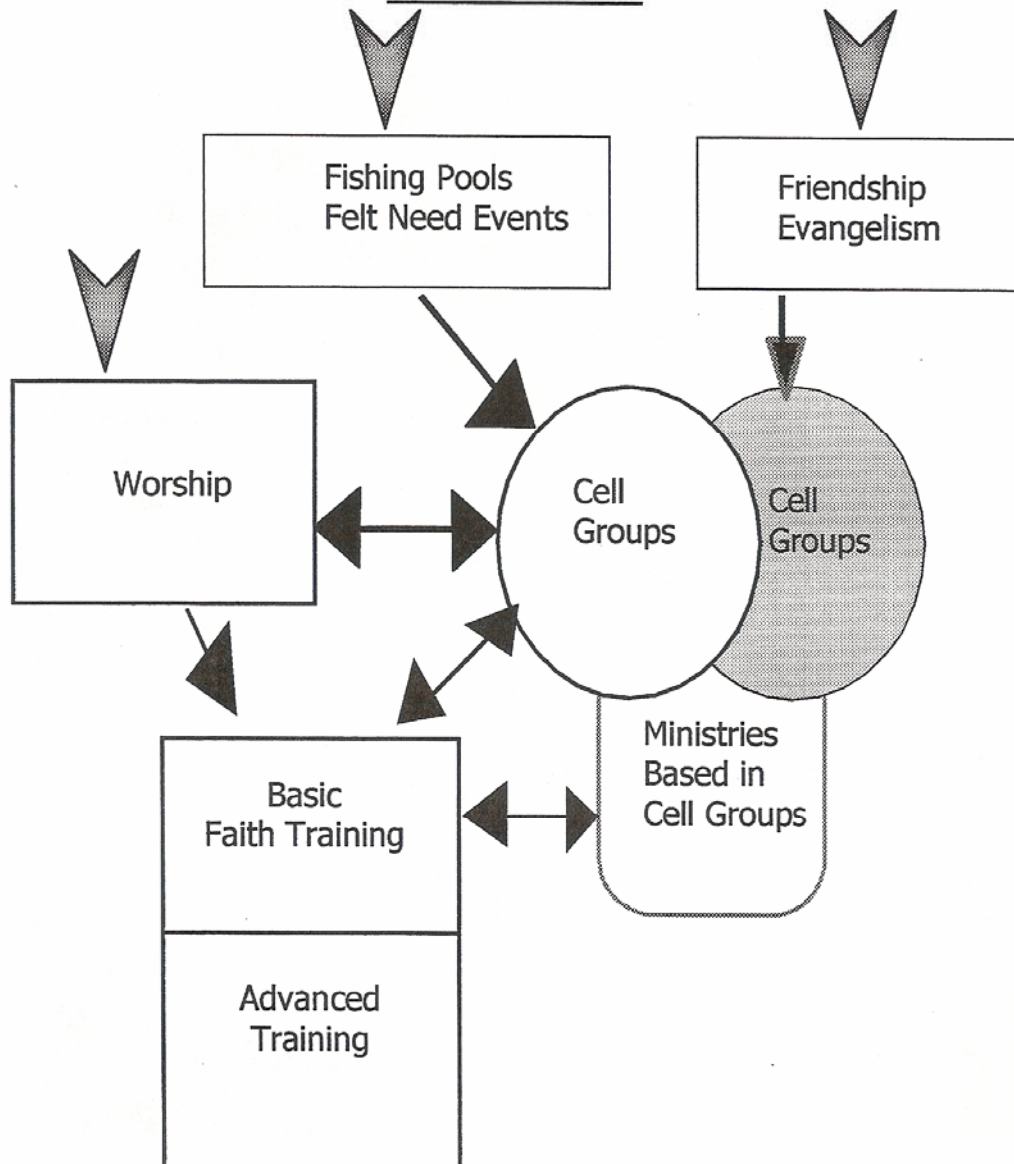 Fishing Pools
Felt Need Events
Friendship
Evangelism
Worship
Cell
Groups
Cell
Groups
Ministries
Based in
Cell Groups
Basic
Faith Training
Advanced
Training